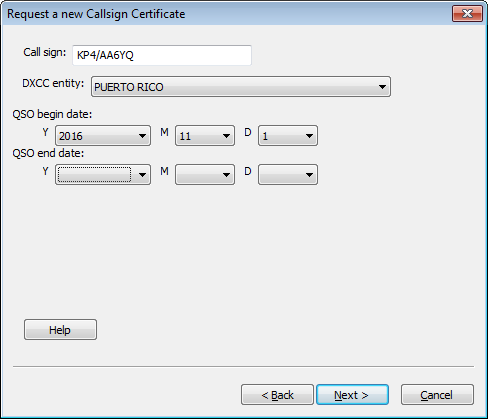 Request a new Callsign Certificate
Call sign: KP4/AA6YQ
DXCC entity: PUERTO RICO
QSO begin date:
Y 2016 M 11 D 1
QSO end date:
Y M D
Help
< Back Next > Cancel